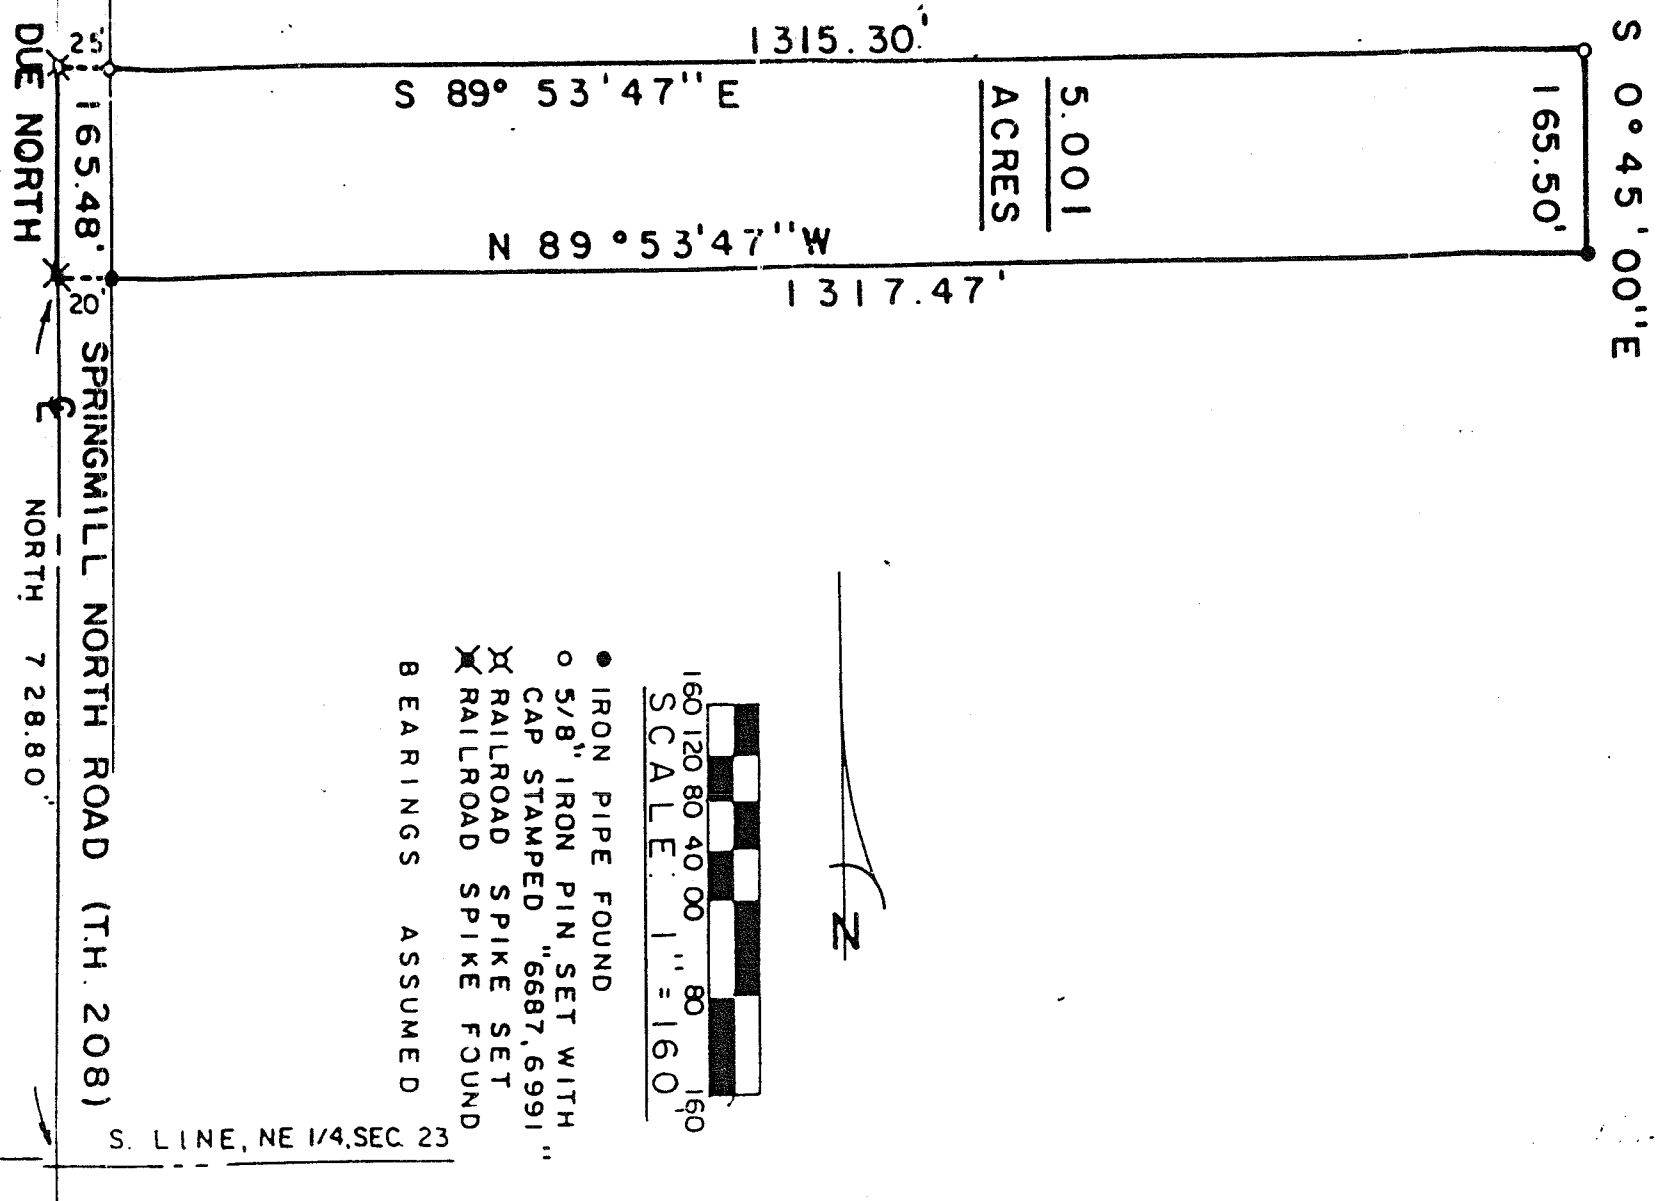 1315.30'
S 89° 53'47" E
25'
165.48'
DUE NORTH
5.001
ACRES
165.50'
S 0° 45'00" E
N 89°53'47" W
1317.47'
20'
℄
SPRINGMILL NORTH ROAD (T.H. 208)
NORTH 728.80'
N
160 120 80 40 00 80 160
SCALE: 1" = 160'
IRON PIPE FOUND
5/8" IRON PIN SET WITH
CAP STAMPED "6687,6991"
RAILROAD SPIKE SET
RAILROAD SPIKE FOUND
BEARINGS ASSUMED
S. LINE, NE 1/4, SEC. 23